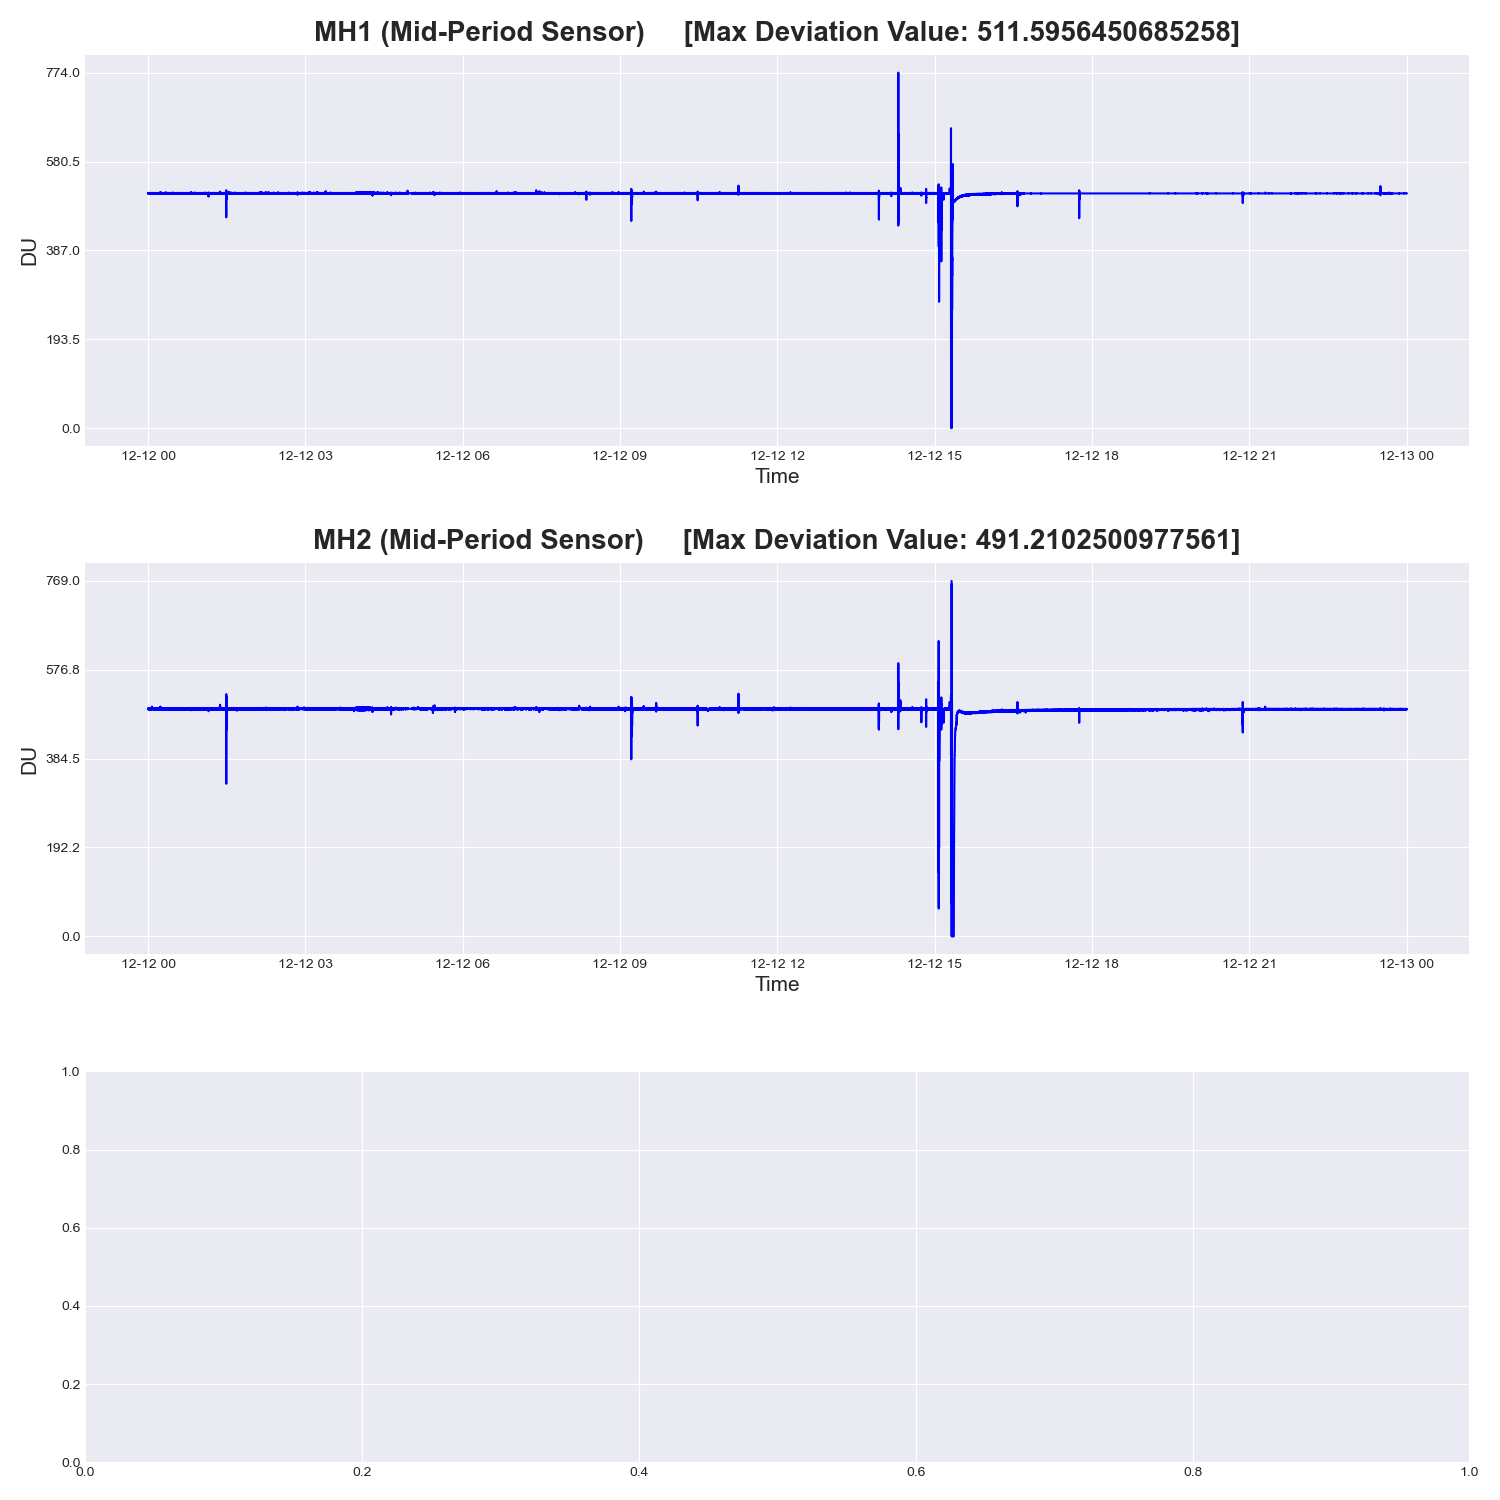 MH1 (Mid-Period Sensor) [Max Deviation Value: 511.5956450685258]
774.0
580.5
387.0
193.5
0.0
DU
12-12 00 12-12 03 12-12 06 12-12 09 12-12 12 12-12 15 12-12 18 12-12 21 12-13 00
Time
MH2 (Mid-Period Sensor) [Max Deviation Value: 491.2102500977561]
769.0
576.8
384.5
192.2
0.0
DU
12-12 00 12-12 03 12-12 06 12-12 09 12-12 12 12-12 15 12-12 18 12-12 21 12-13 00
Time
1.0
0.8
0.6
0.4
0.2
0.0
0.0 0.2 0.4 0.6 0.8 1.0